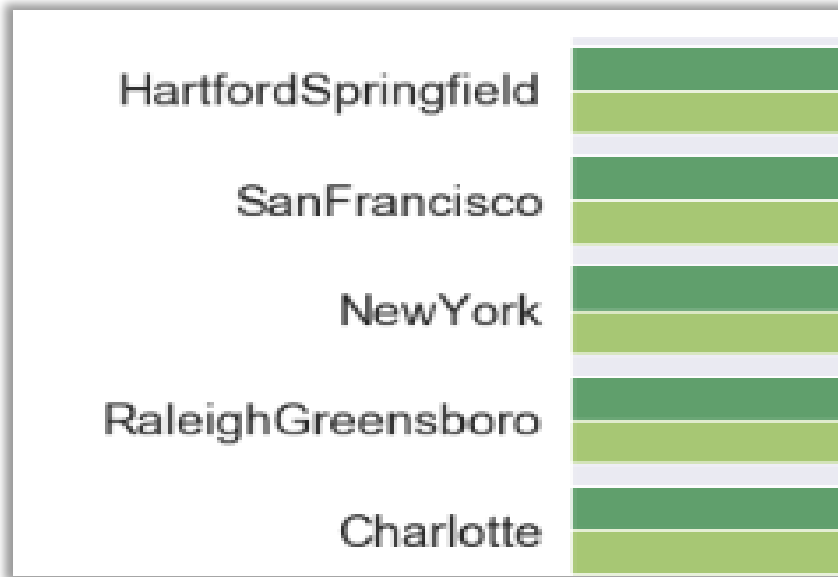 HartfordSpringfield
SanFrancisco
NewYork
RaleighGreensboro
Charlotte